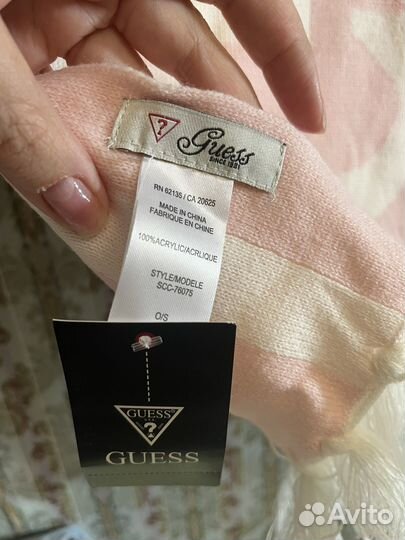 ?
Guess
SINCE 1981
RN 62135 / CA 20625
MADE IN CHINA
FABRIQUE EN CHINE
100%ACRYLIC/ACRLIQUE
STYLE/MODELE
SCC-76075
O/S
GUESS
?
GUESS
Avito